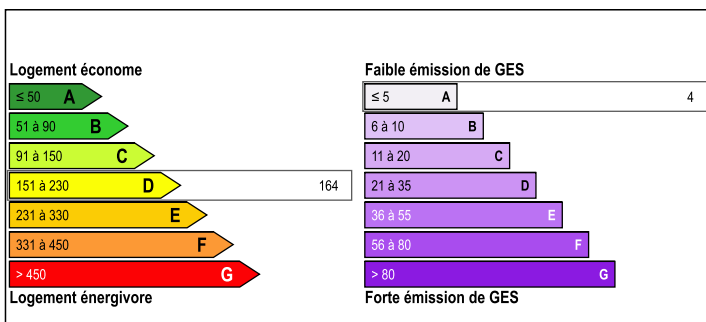 Logement économe
≤ 50 A
51 à 90 B
91 à 150 C
151 à 230 D 164
231 à 330 E
331 à 450 F
> 450 G
Logement énergivore
Faible émission de GES
≤ 5 A 4
6 à 10 B
11 à 20 C
21 à 35 D
36 à 55 E
56 à 80 F
> 80 G
Forte émission de GES